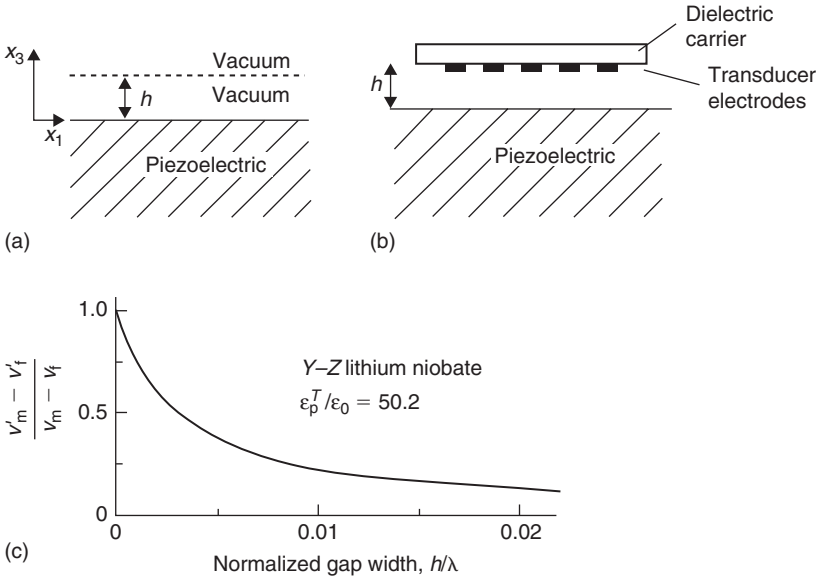 x₃
Vacuum
h
Vacuum
x₁
Piezoelectric
(a)
Dielectric
carrier
h
Transducer
electrodes
Piezoelectric
(b)
1.0
0.5
0
v′m − v′f
vm − vf
Y–Z lithium niobate
εₚᵀ/ε₀ = 50.2
0
0.01
0.02
Normalized gap width, h/λ
(c)